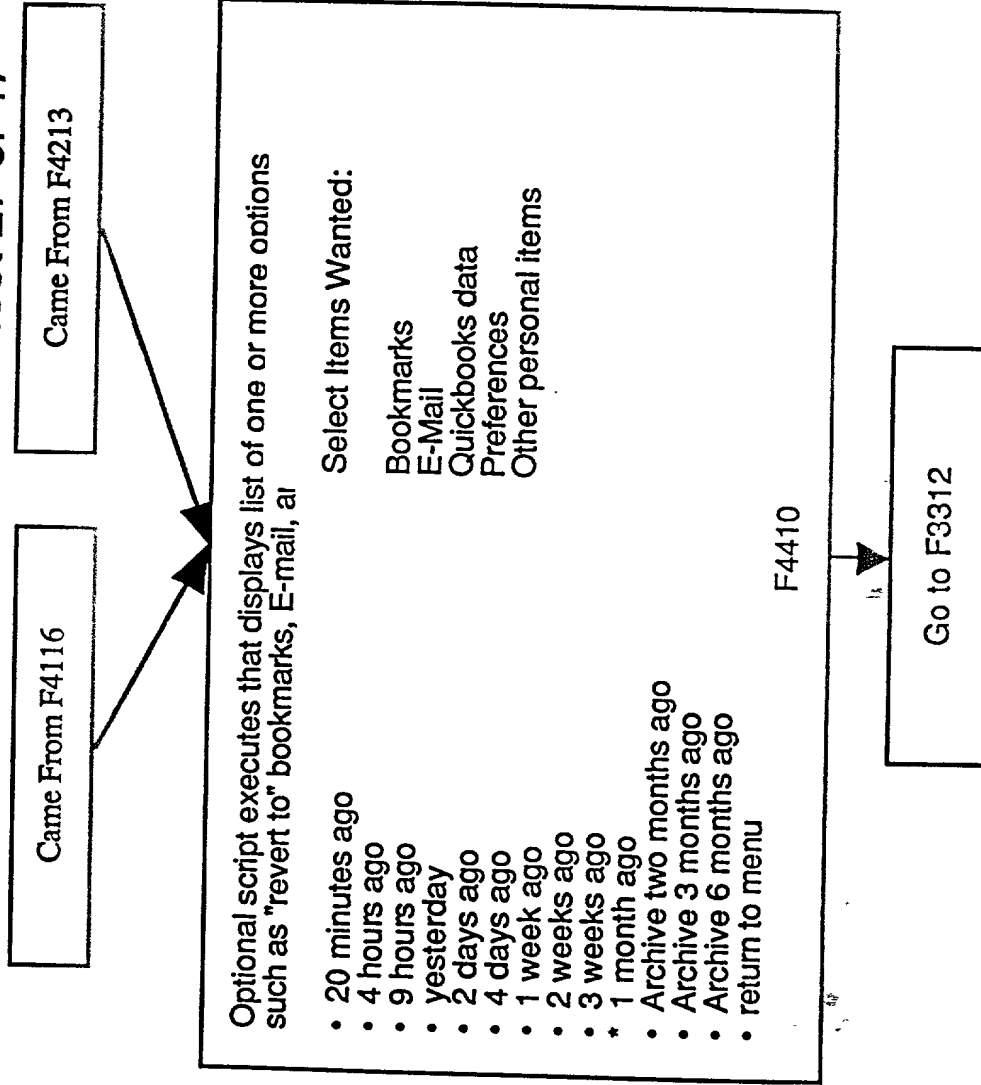 Came From F4116
Came From F4213
Optional script executes that displays list of one or more options
such as "revert to" bookmarks, E-mail,
• 20 minutes ago
• 4 hours ago
• 9 hours ago
• yesterday
• 2 days ago
• 4 days ago
• 1 week ago
• 2 weeks ago
• 3 weeks ago
* 1 month ago
• Archive two months ago
• Archive 3 months ago
• Archive 6 months ago
• return to menu
Select Items Wanted:
Bookmarks
E-Mail
Quickbooks data
Preferences
Other personal items
F4410
Go to F3312